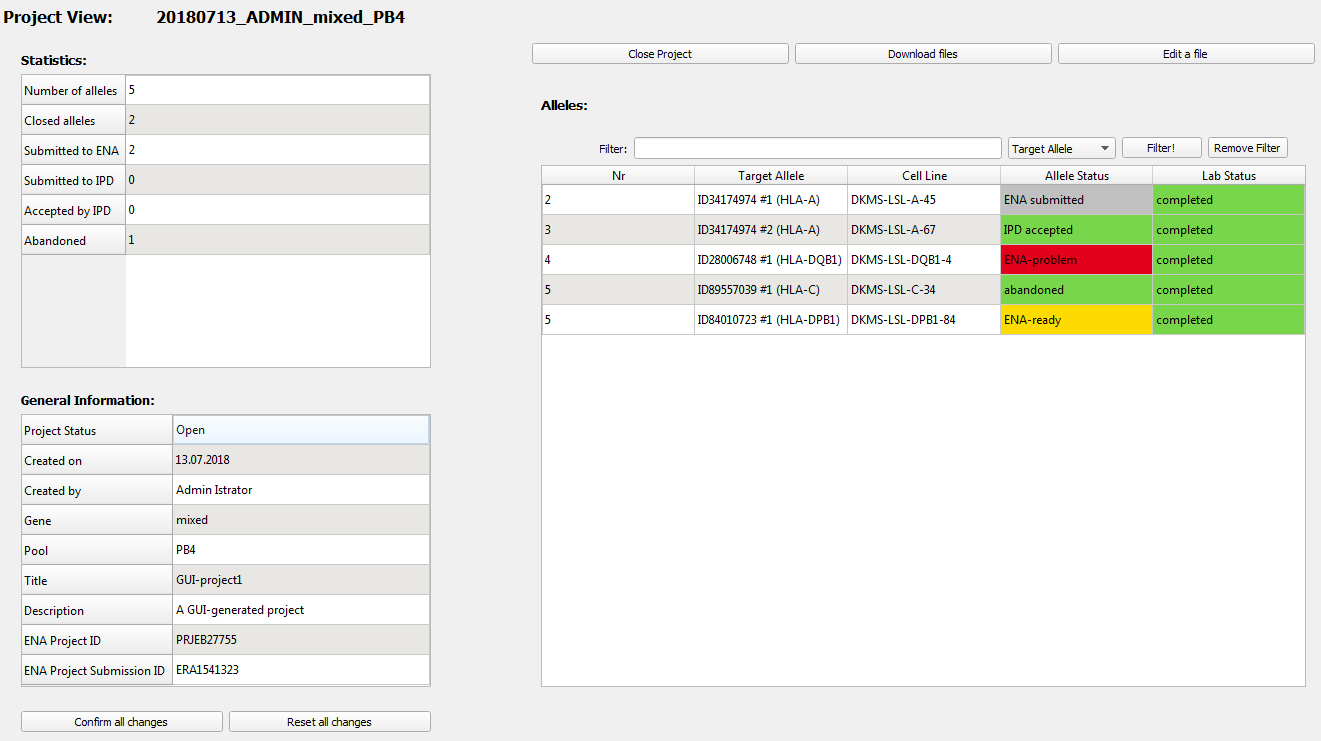 Project View: 20180713_ADMIN_mixed_PB4
Statistics:
Number of alleles 5
Closed alleles 2
Submitted to ENA 2
Submitted to IPD 0
Accepted by IPD 0
Abandoned 1
General Information:
Project Status Open
Created on 13.07.2018
Created by Admin Istrator
Gene mixed
Pool PB4
Title GUI-project1
Description A GUI-generated project
ENA Project ID PRJEB27755
ENA Project Submission ID ERA1541323
Confirm all changes Reset all changes
Close Project Download files Edit a file
Alleles:
Filter: Target Allele Filter! Remove Filter
Nr Target Allele Cell Line Allele Status Lab Status
2 ID34174974 #1 (HLA-A) DKMS-LSL-A-45 ENA submitted completed
3 ID34174974 #2 (HLA-A) DKMS-LSL-A-67 IPD accepted completed
4 ID28006748 #1 (HLA-DQB1) DKMS-LSL-DQB1-4 ENA-problem completed
5 ID89557039 #1 (HLA-C) DKMS-LSL-C-34 abandoned completed
5 ID84010723 #1 (HLA-DPB1) DKMS-LSL-DPB1-84 ENA-ready completed